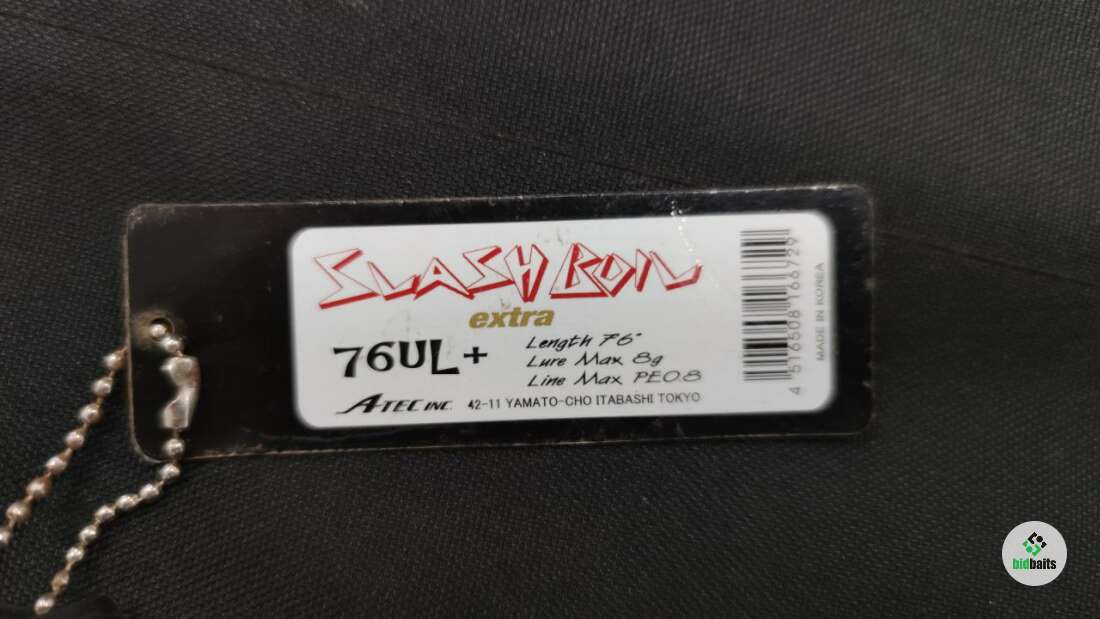 SLASH BOIL
extra
76UL+
Length 7'6"
Lure Max 8g
Line Max PE0.8
A-TEC INC. 42-11 YAMATO-CHO ITABASHI TOKYO
4 516508 166729
MADE IN KOREA
bidbaits